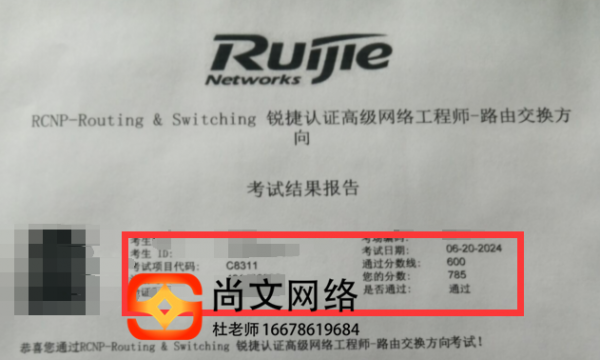 Ruijie
Networks
RCNP-Routing & Switching 锐捷认证高级网络工程师-路由交换方
向
考试结果报告
考生 ID:
考试日期: 06-20-2024
考试项目代码: C8311
通过分数线: 600
您的分数: 785
是否通过: 通过
尚文网络
杜老师 16678619684
恭喜您通过RCNP-Routing & Switching 锐捷认证高级网络工程师-路由交换方向考试!